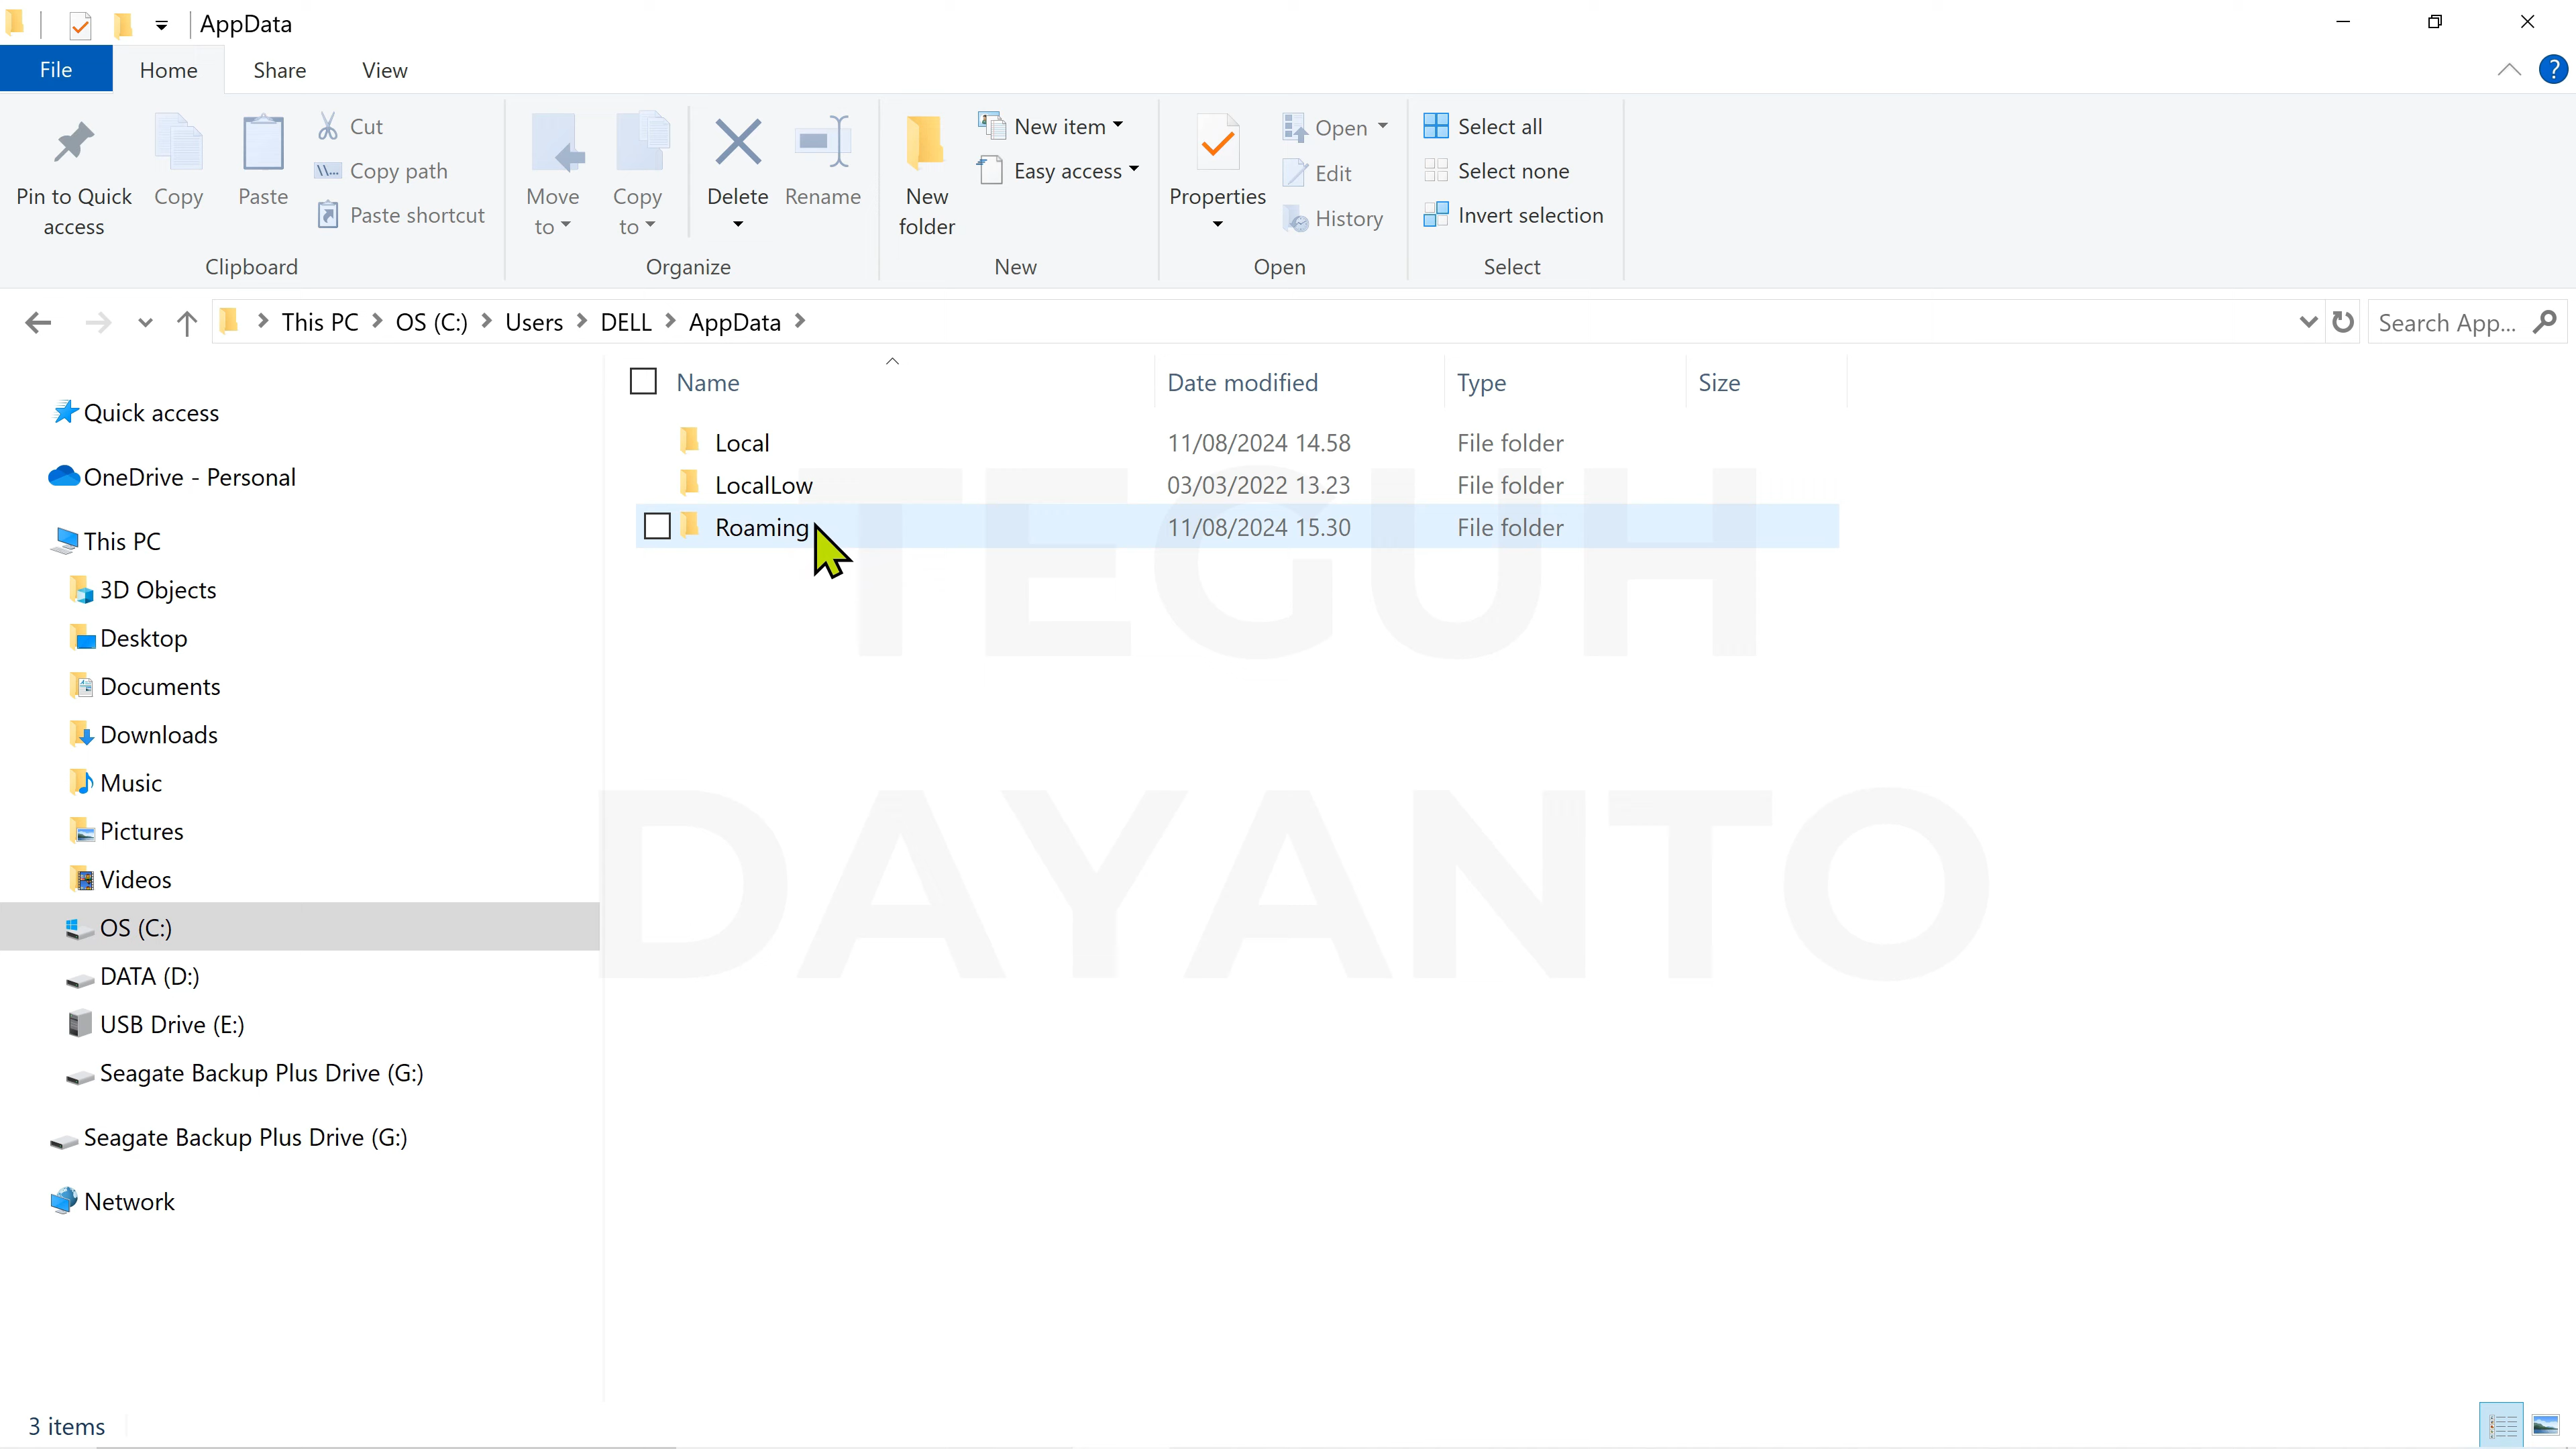 AppData
File Home Share View
Pin to Quick access
Copy
Paste
Cut
Copy path
Paste shortcut
Clipboard
Move to
Copy to
Delete
Rename
Organize
New folder
New item
Easy access
New
Properties
Open
Edit
History
Open
Select all
Select none
Invert selection
Select
This PC OS (C:) Users DELL AppData
Search App...
Quick access
OneDrive - Personal
This PC
3D Objects
Desktop
Documents
Downloads
Music
Pictures
Videos
OS (C:)
DATA (D:)
USB Drive (E:)
Seagate Backup Plus Drive (G:)
Seagate Backup Plus Drive (G:)
Network
Name Date modified Type Size
Local 11/08/2024 14.58 File folder
LocalLow 03/03/2022 13.23 File folder
Roaming 11/08/2024 15.30 File folder
TEGUH
DAYANTO
3 items